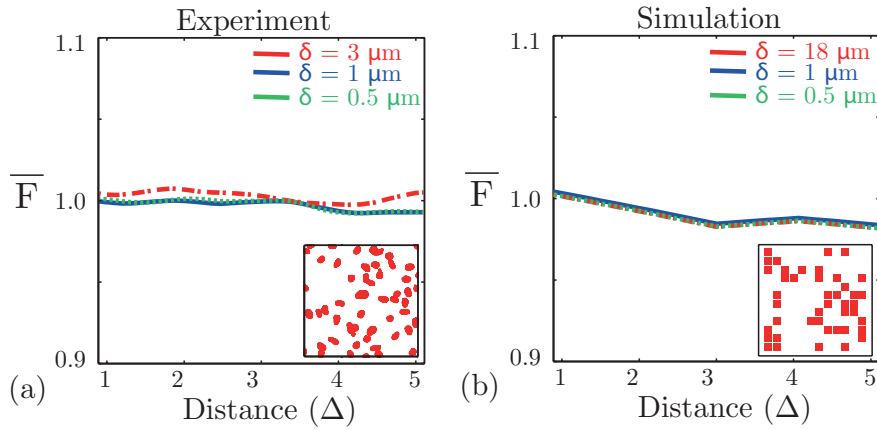 Experiment
1.1
δ = 3 μm
δ = 1 μm
δ = 0.5 μm
F
1.0
0.9
1 2 3 4 5
(a)
Distance (Δ)
Simulation
1.1
δ = 18 μm
δ = 1 μm
δ = 0.5 μm
F
1.0
0.9
1 2 3 4 5
(b)
Distance (Δ)